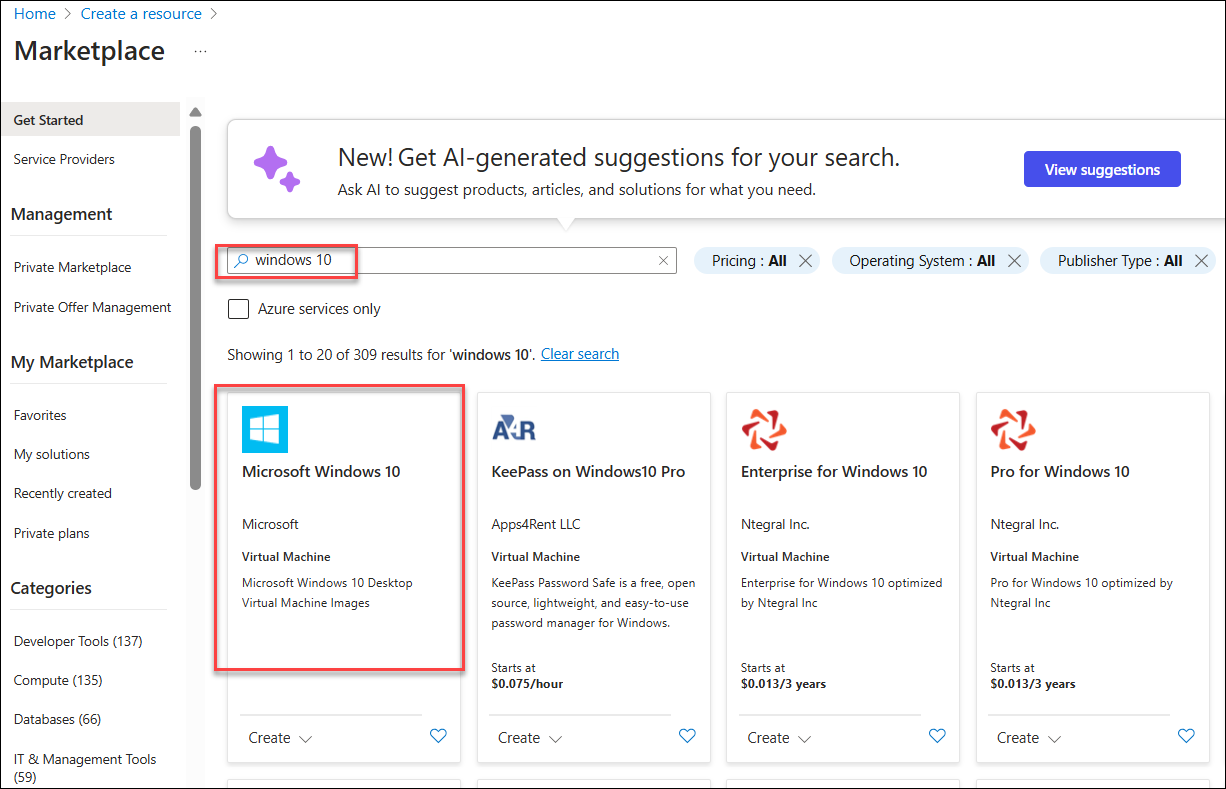 Home > Create a resource >
Marketplace ...
Get Started
Service Providers
Management
Private Marketplace
Private Offer Management
My Marketplace
Favorites
My solutions
Recently created
Private plans
Categories
Developer Tools (137)
Compute (135)
Databases (66)
IT & Management Tools
(59)
New! Get AI-generated suggestions for your search.
Ask AI to suggest products, articles, and solutions for what you need.
View suggestions
windows 10
Pricing : All
Operating System : All
Publisher Type : All
Azure services only
Showing 1 to 20 of 309 results for 'windows 10'. Clear search
Microsoft Windows 10
Microsoft
Virtual Machine
Microsoft Windows 10 Desktop
Virtual Machine Images
Create
A4R
KeePass on Windows10 Pro
Apps4Rent LLC
Virtual Machine
KeePass Password Safe is a free, open
source, lightweight, and easy-to-use
password manager for Windows.
Starts at
$0.075/hour
Create
Enterprise for Windows 10
Ntegral Inc.
Virtual Machine
Enterprise for Windows 10 optimized
by Ntegral Inc
Starts at
$0.013/3 years
Create
Pro for Windows 10
Ntegral Inc.
Virtual Machine
Pro for Windows 10 optimized by
Ntegral Inc
Starts at
$0.013/3 years
Create